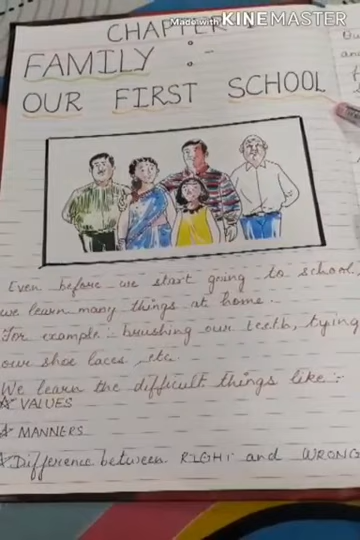 Made with KINEMASTER
CHAPTER-1
FAMILY :-
OUR FIRST SCHOOL
Even before we start going to school,
we learn many things at home.
For example: brushing our teeth, tying
our shoe laces, etc.
We learn the difficult things like:-
☆ VALUES
☆ MANNERS
☆ Difference between RIGHT and WRONG